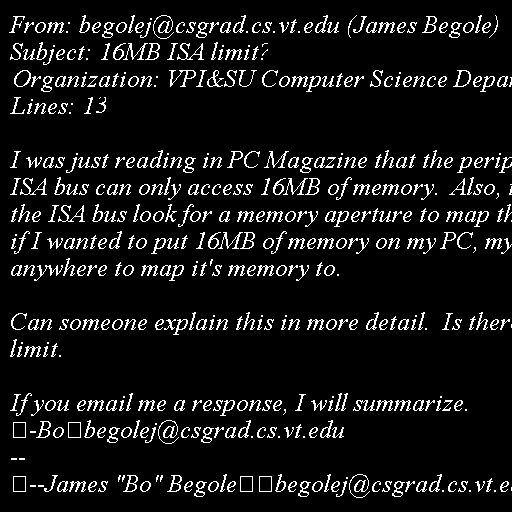 From: begolej@csgrad.cs.vt.edu (James Begole)
Subject: 16MB ISA limit?
Organization: VPI&SU Computer Science
Lines: 13

I was just reading in PC Magazine that the
ISA bus can only access 16MB of memory.  Also,
the ISA bus look for a memory aperture to map
if I wanted to put 16MB of memory on my PC, my
anywhere to map it's memory to.

Can someone explain this in more detail.  Is
limit.

If you email me a response, I will summarize.
-Bo begolej@csgrad.cs.vt.edu
--
--James "Bo" Begole begolej@csgrad.cs.vt.